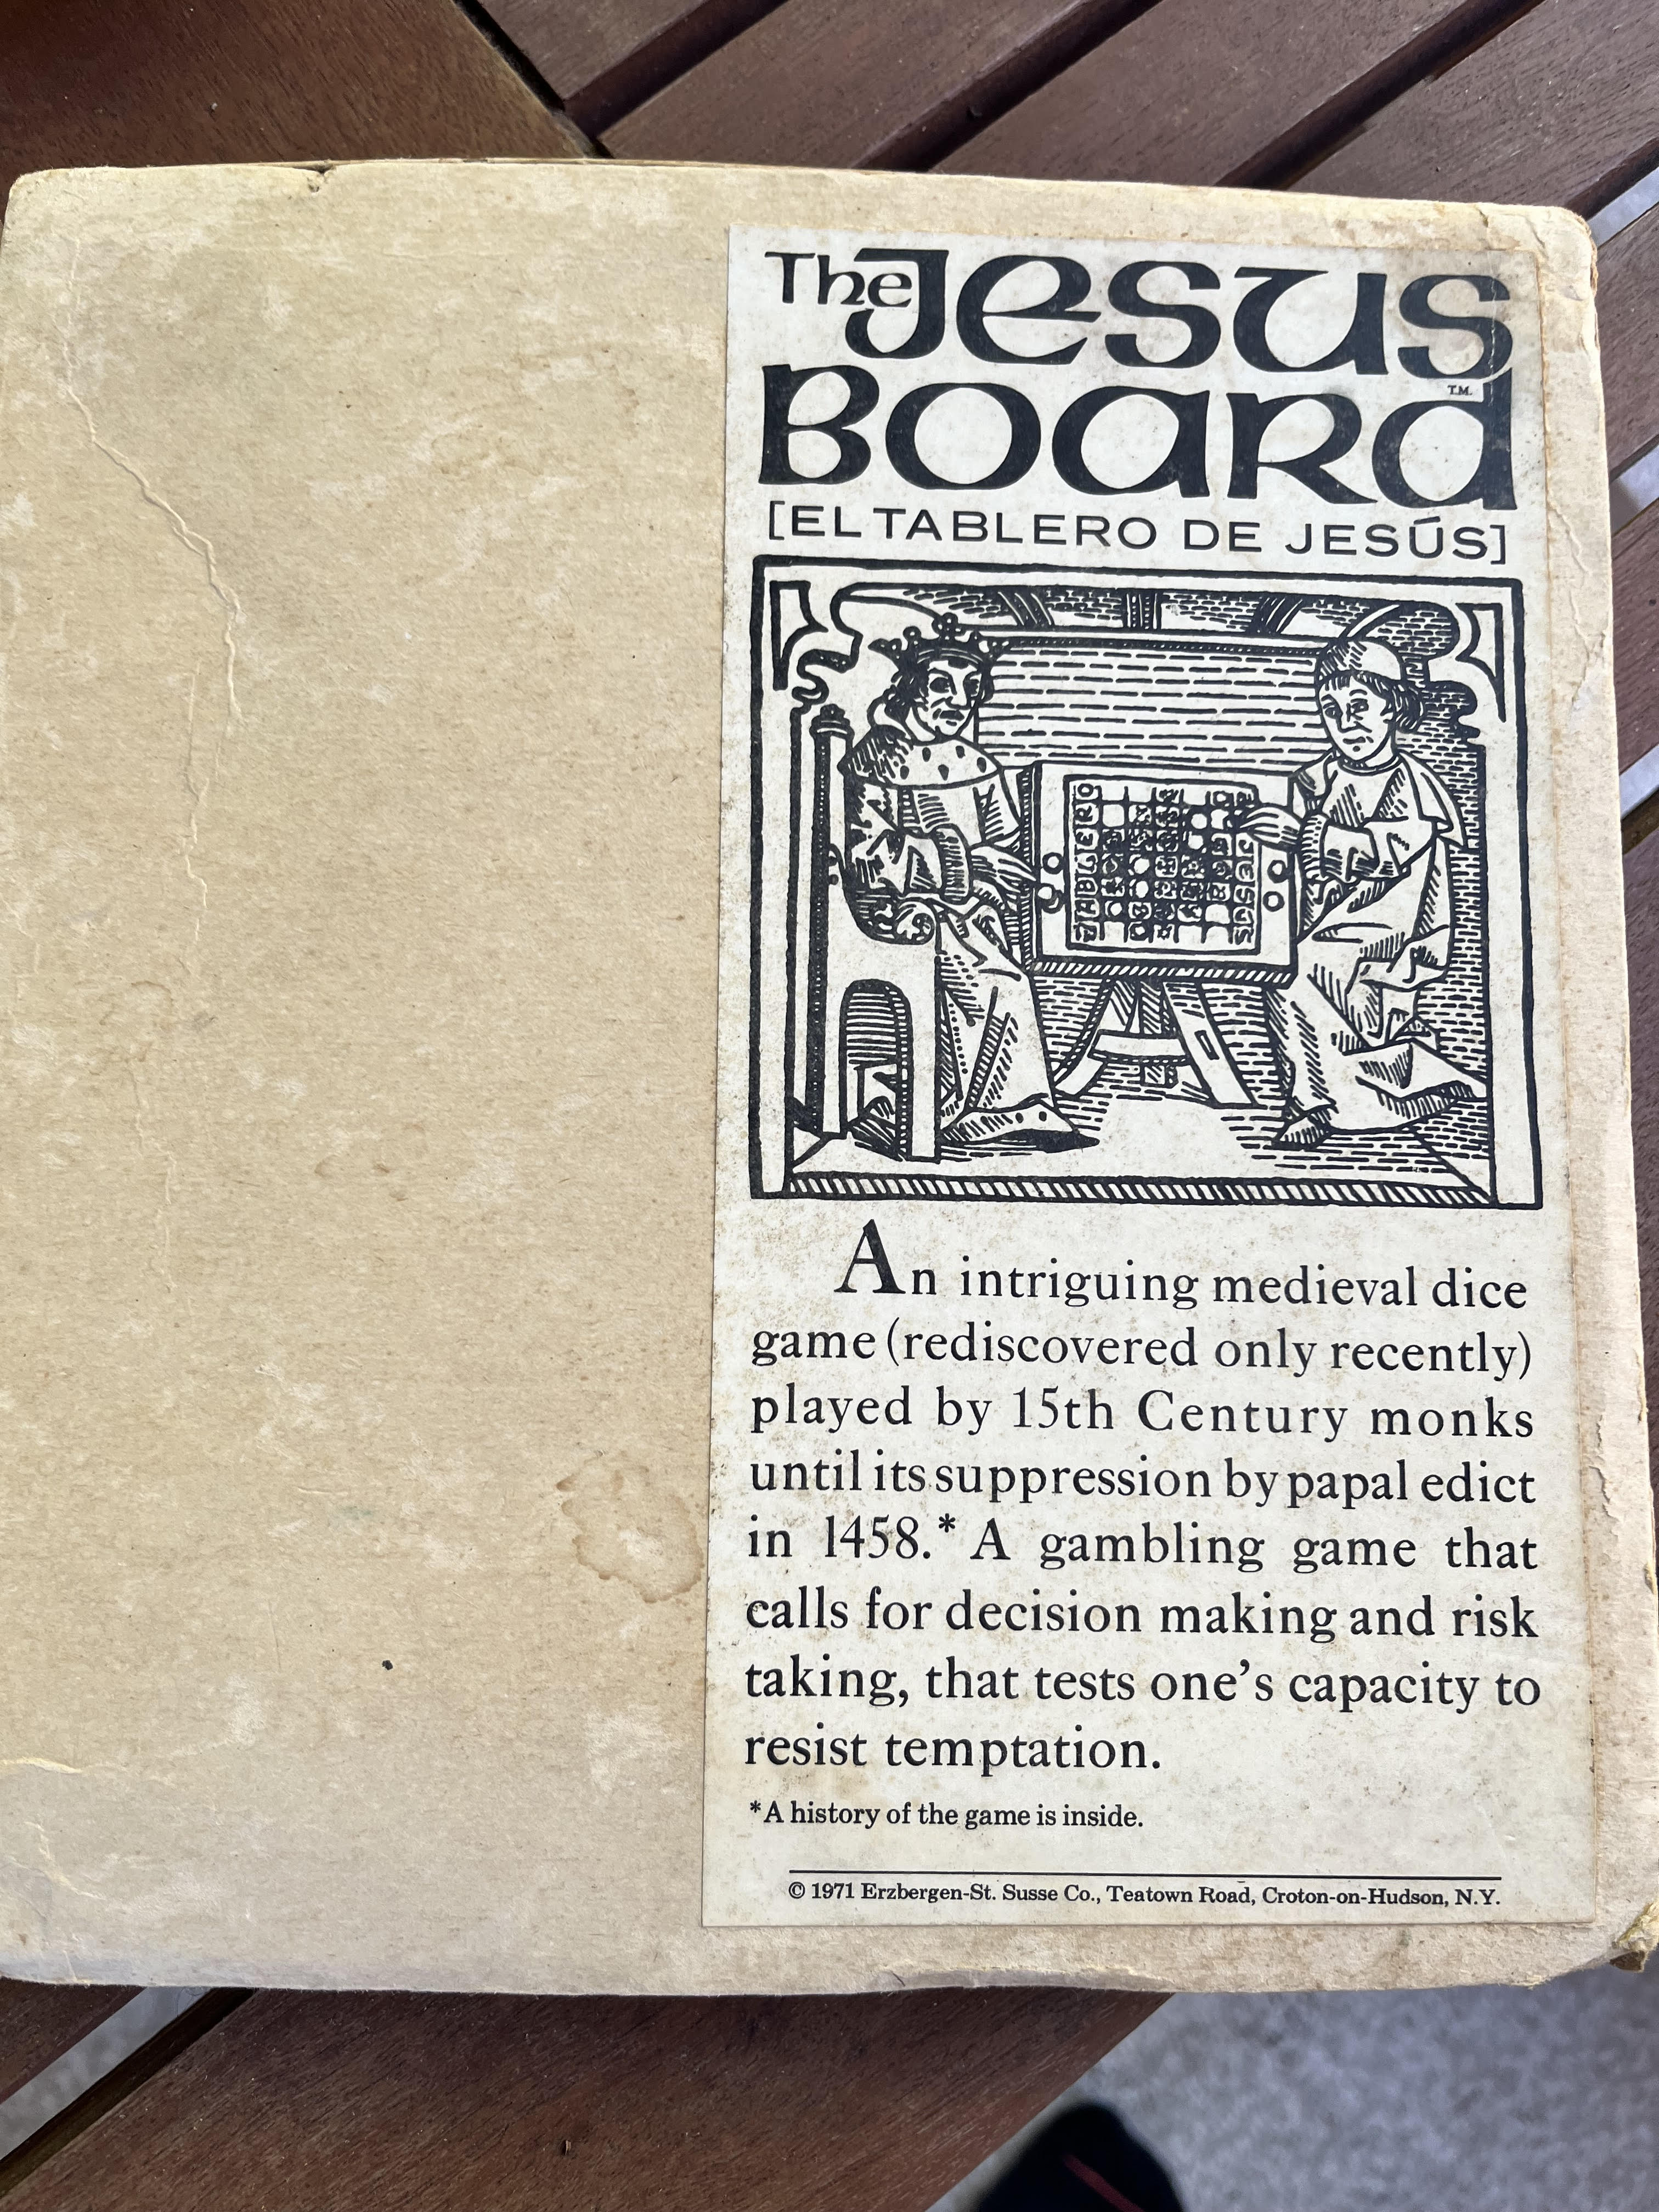 The Jesus
Board T.M.
[EL TABLERO DE JESÚS]
TABLERO
JESUS
An intriguing medieval dice
game (rediscovered only recently)
played by 15th Century monks
until its suppression by papal edict
in 1458.* A gambling game that
calls for decision making and risk
taking, that tests one's capacity to
resist temptation.
*A history of the game is inside.
© 1971 Erzbergen-St. Susse Co., Teatown Road, Croton-on-Hudson, N.Y.